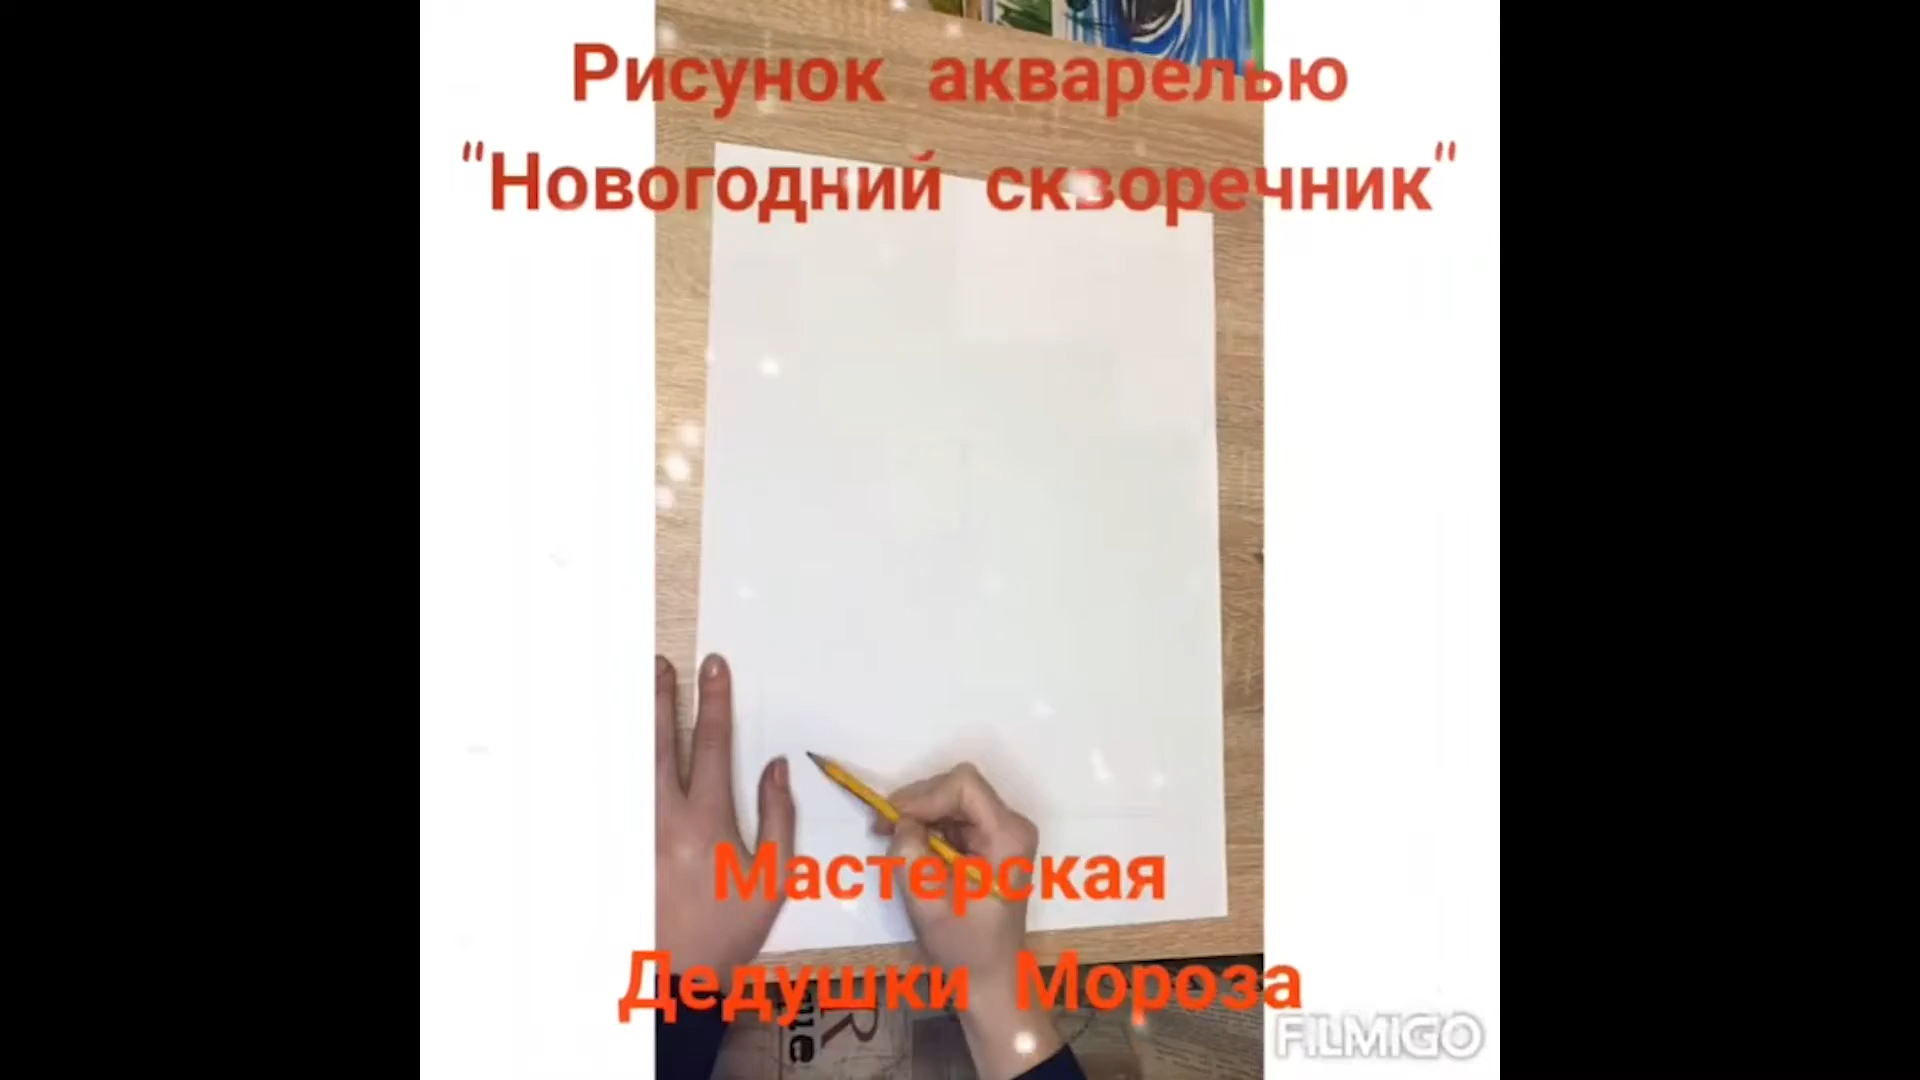 Рисунок акварелью
"Новогодний скворечник"
Мастерская
Дедушки Мороза
FILMIGO